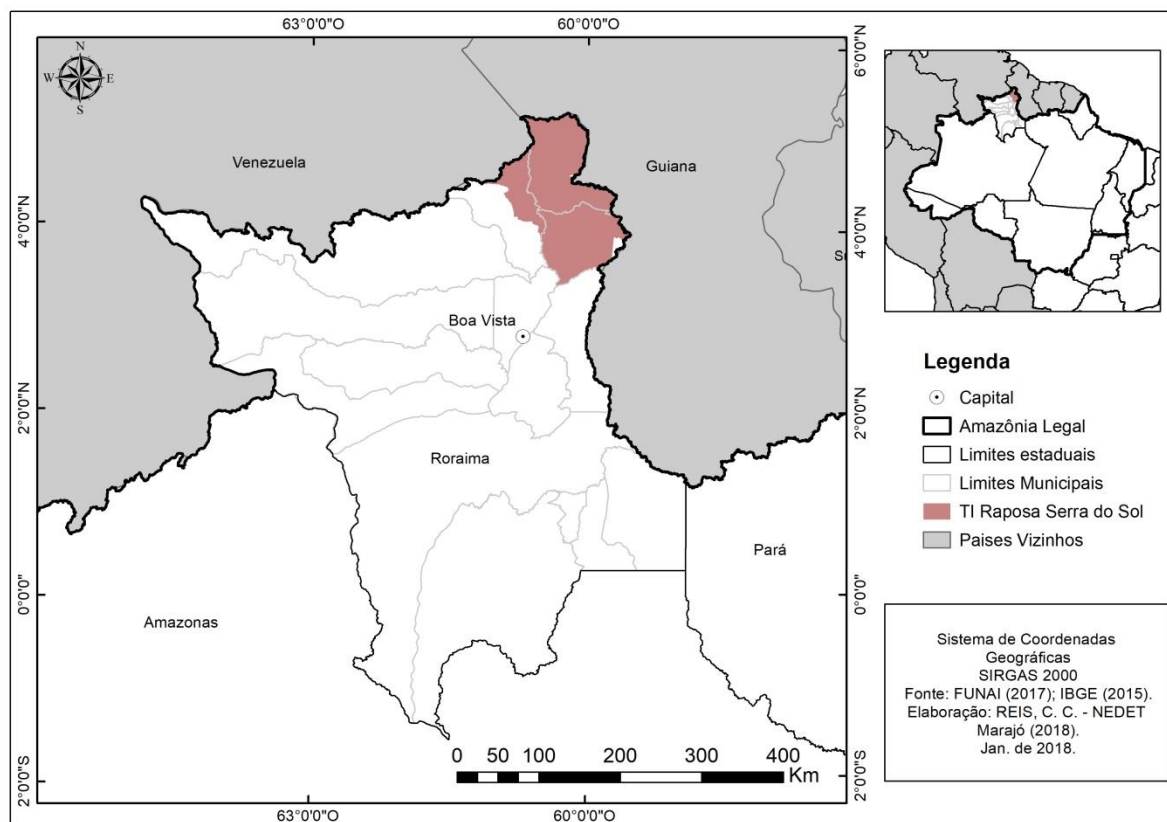 63°0'0"O
60°0'0"O
N
W
E
S
6°0'0"N
Venezuela
Guiana
4°0'0"N
4°0'0"N
Boa Vista
2°0'0"N
2°0'0"N
Roraima
Pará
0°0'0"
0°0'0"
Amazonas
2°0'0"S
2°0'0"S
0 50 100 200 300 400
Km
63°0'0"O
60°0'0"O
Legenda
Capital
Amazônia Legal
Limites estaduais
Limites Municipais
TI Raposa Serra do Sol
Paises Vizinhos
Sistema de Coordenadas
Geográficas
SIRGAS 2000
Fonte: FUNAI (2017); IBGE (2015).
Elaboração: REIS, C. C. - NEDET
Marajó (2018).
Jan. de 2018.